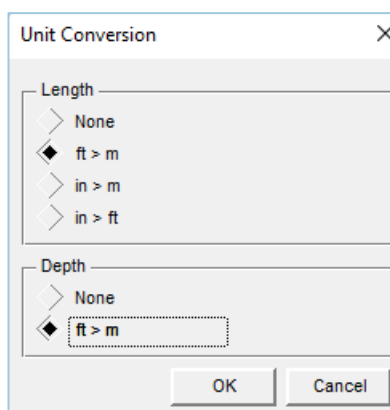 Unit Conversion
Length
None
ft > m
in > m
in > ft
Depth
None
ft > m
OK Cancel